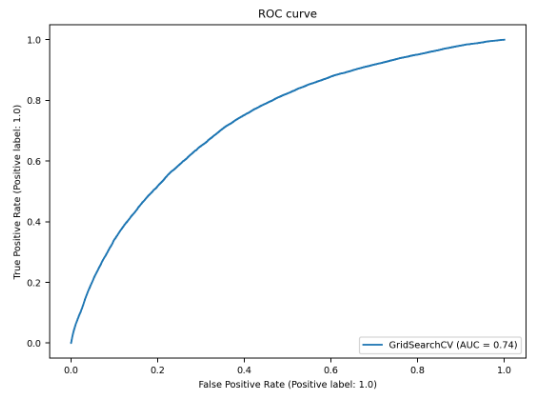 ROC curve
1.0
0.8
0.6
0.4
0.2
0.0
True Positive Rate (Positive label: 1.0)
GridSearchCV (AUC = 0.74)
0.0 0.2 0.4 0.6 0.8 1.0
False Positive Rate (Positive label: 1.0)